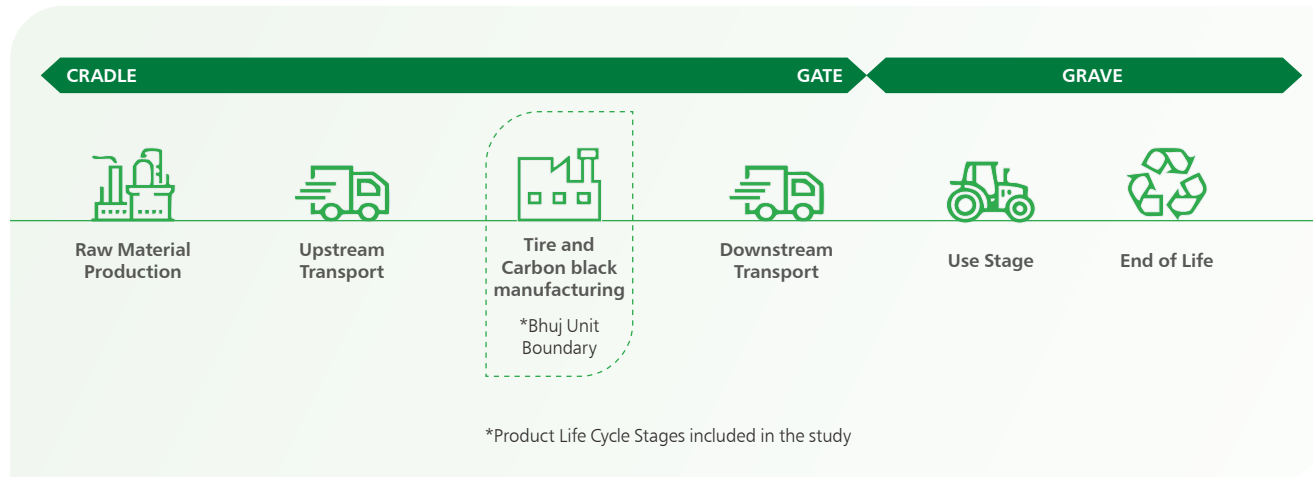 CRADLE
GATE
GRAVE
Raw Material
Production
Upstream
Transport
Tire and
Carbon black
manufacturing
*Bhuj Unit
Boundary
Downstream
Transport
Use Stage
End of Life
*Product Life Cycle Stages included in the study